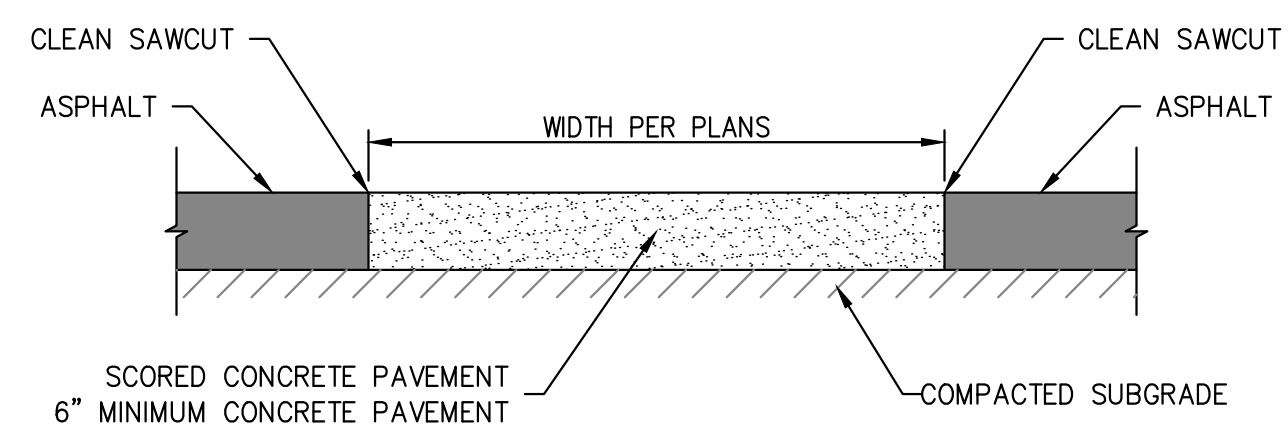 CLEAN SAWCUT
CLEAN SAWCUT
ASPHALT
ASPHALT
WIDTH PER PLANS
SCORED CONCRETE PAVEMENT
6” MINIMUM CONCRETE PAVEMENT
COMPACTED SUBGRADE